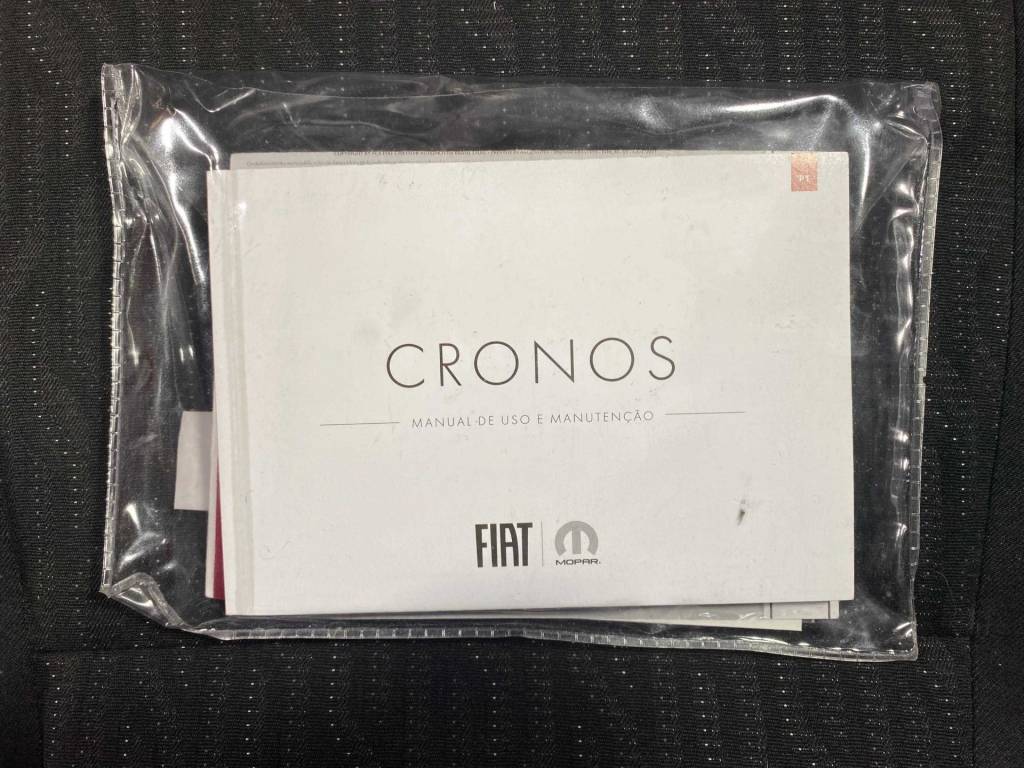 PT
CRONOS
MANUAL DE USO E MANUTENÇÃO
FIAT
MOPAR.